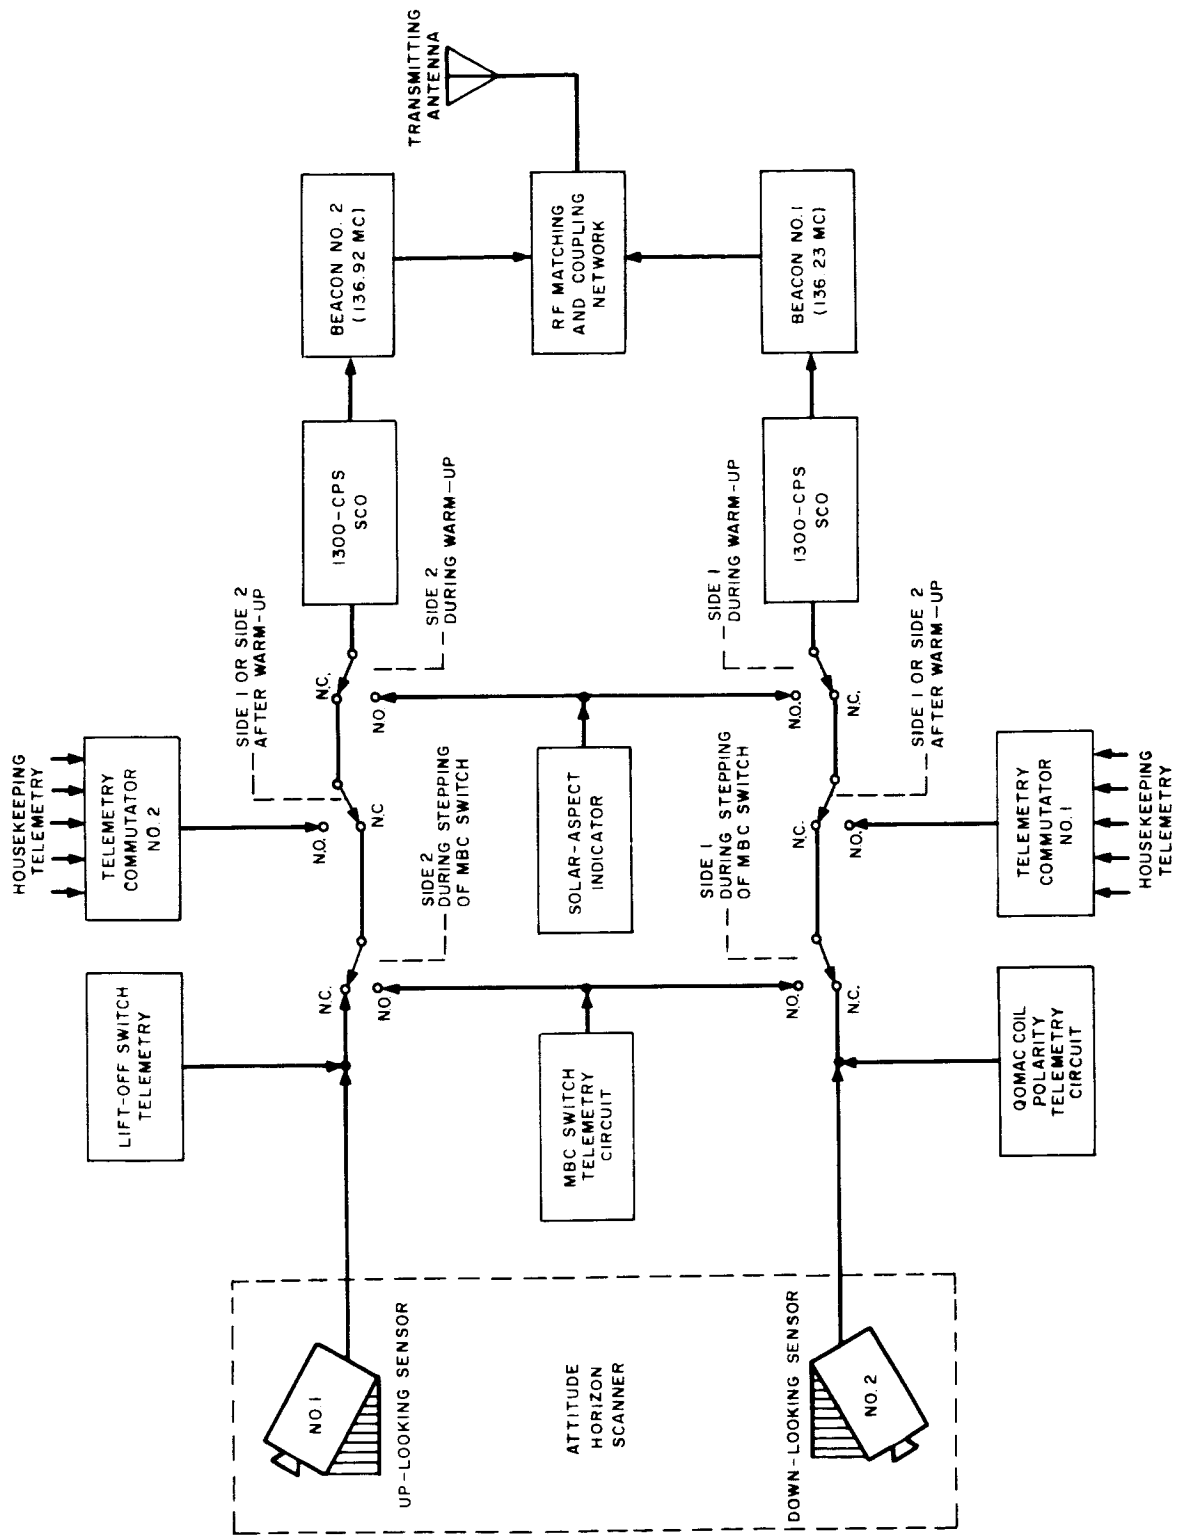 HOUSEKEEPING
TELEMETRY
TELEMETRY
COMMUTATOR
NO. 2
LIFT-OFF SWITCH
TELEMETRY
NO.1
UP-LOOKING SENSOR
ATTITUDE
HORIZON
SCANNER
DOWN-LOOKING SENSOR
NO.2
N.C.
N.O.
SIDE 2
DURING STEPPING
OF MBC SWITCH
N.O.
N.C
SIDE 1 OR SIDE 2
AFTER WARM-UP
N.C.
N.O.
SIDE 2
DURING WARM-UP
1300-CPS
SCO
BEACON NO. 2
(136.92 MC)
TRANSMITTING
ANTENNA
MBC SWITCH
TELEMETRY
CIRCUIT
SOLAR-ASPECT
INDICATOR
RF MATCHING
AND COUPLING
NETWORK
N.O.
N.C.
SIDE 1
DURING STEPPING
OF MBC SWITCH
N.C.
N.O.
SIDE 1 OR SIDE 2
AFTER WARM-UP
N.O.
N.C.
SIDE 1
DURING WARM-UP
1300-CPS
SCO
BEACON NO.1
(136 23 MC)
QOMAC COIL
POLARITY
TELEMETRY
CIRCUIT
TELEMETRY
COMMUTATOR
NO.1
HOUSEKEEPING
TELEMETRY